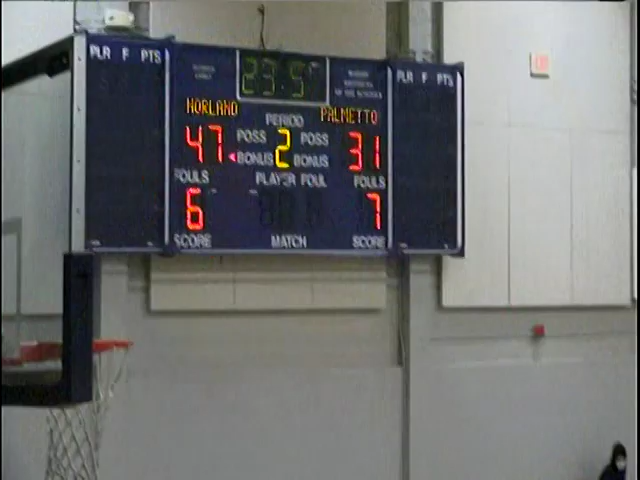 PLR F PTS
23.5
PLR F PTS
NORLAND PALMETTO
PERIOD
47 POSS 2 POSS 31
BONUS BONUS
FOULS PLAYER FOUL FOULS
6 7
SCORE MATCH SCORE